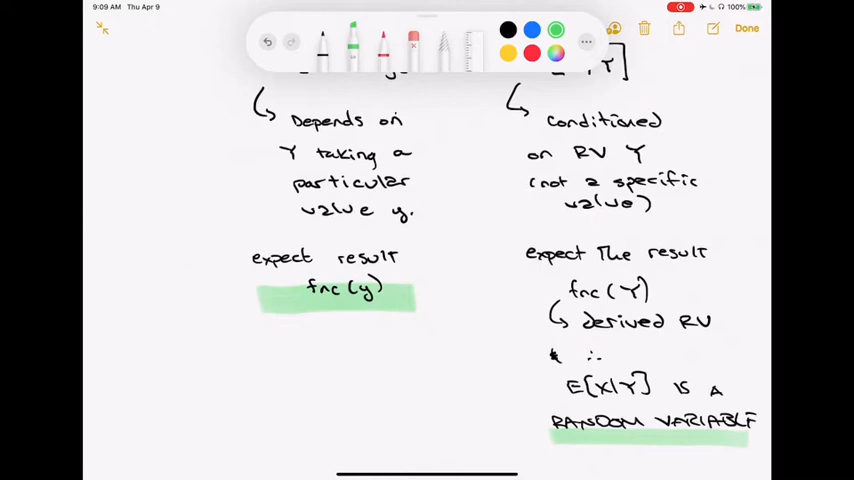 9:09 AM Thu Apr 9
100%
Done
Y]
Depends on
Y taking a
particular
value y.
expect result
fnc (y)
conditioned
on RV Y
(not a specific
value)
expect The result
fnc (Y)
derived RV
* ∴
E[X|Y] is A
RANDOM VARIABLE